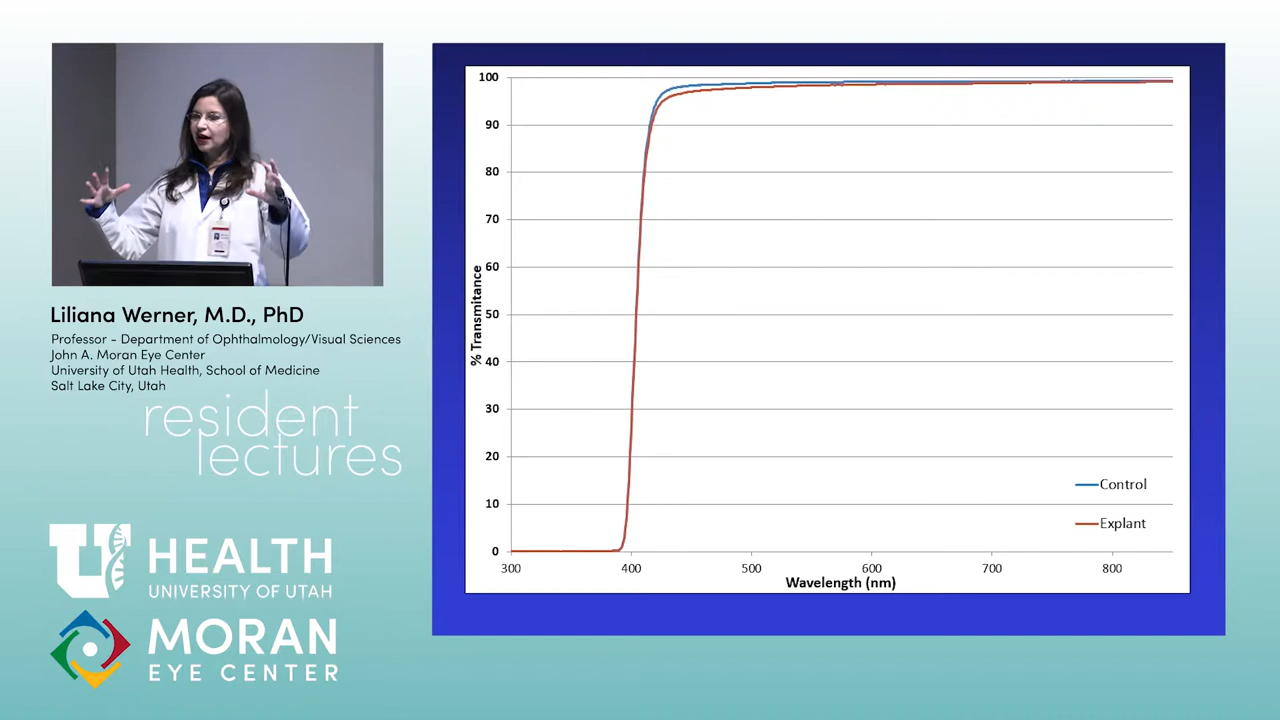 Liliana Werner, M.D., PhD
Professor - Department of Ophthalmology/Visual Sciences
John A. Moran Eye Center
University of Utah Health, School of Medicine
Salt Lake City, Utah
resident
lectures
U HEALTH
UNIVERSITY OF UTAH
MORAN
EYE CENTER
% Transmitance
100
90
80
70
60
50
40
30
20
10
0
300 400 500 600 700 800
Wavelength (nm)
Control
Explant